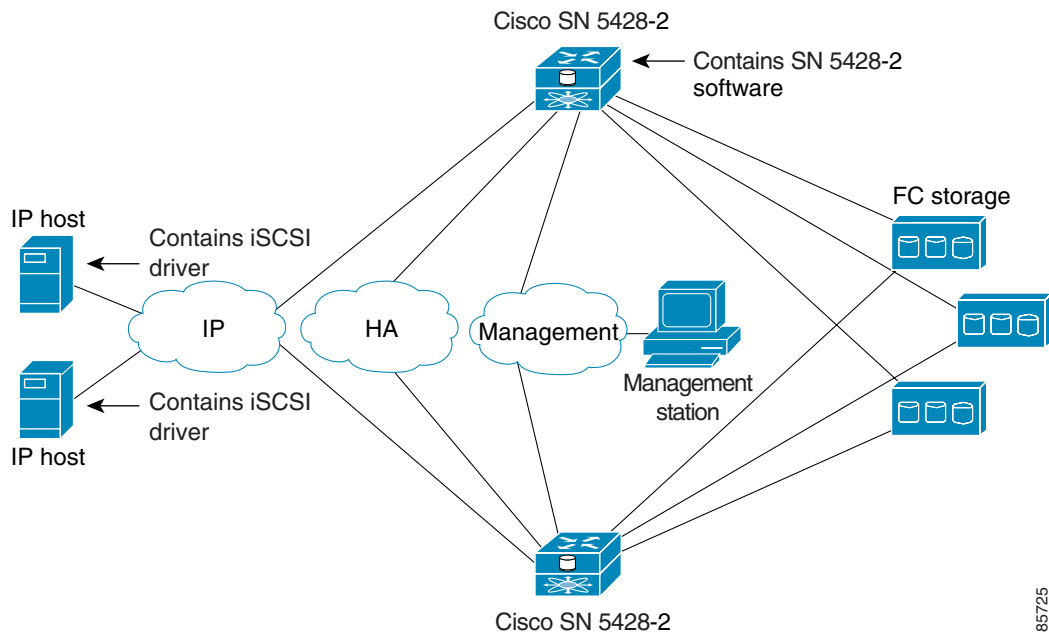 Cisco SN 5428-2
Contains SN 5428-2
software
FC storage
IP host
Contains iSCSI
driver
IP
HA
Management
Management
station
Contains iSCSI
driver
IP host
Cisco SN 5428-2
85725